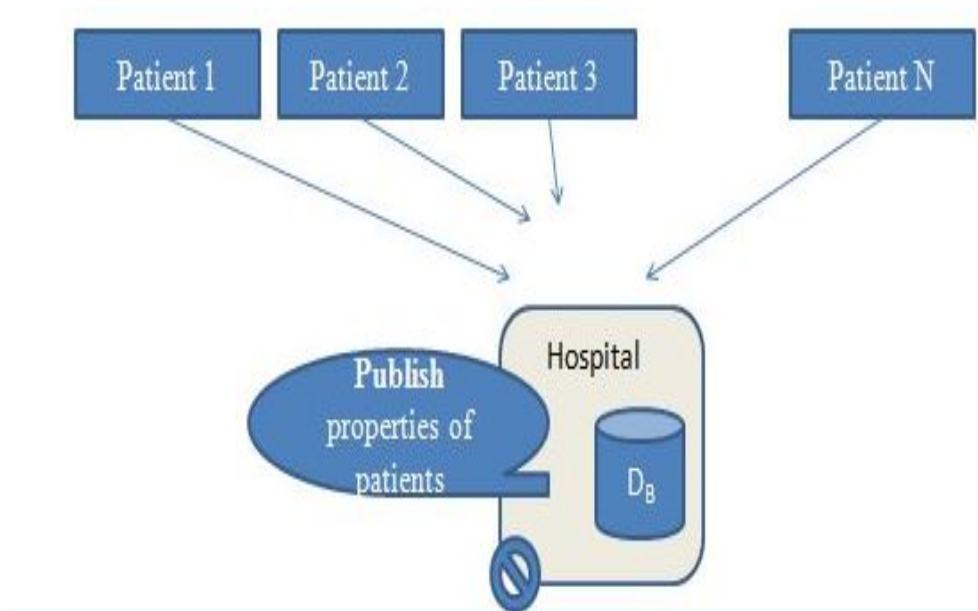 Patient 1
Patient 2
Patient 3
Patient N
Hospital
Publish
properties of
patients
D_B